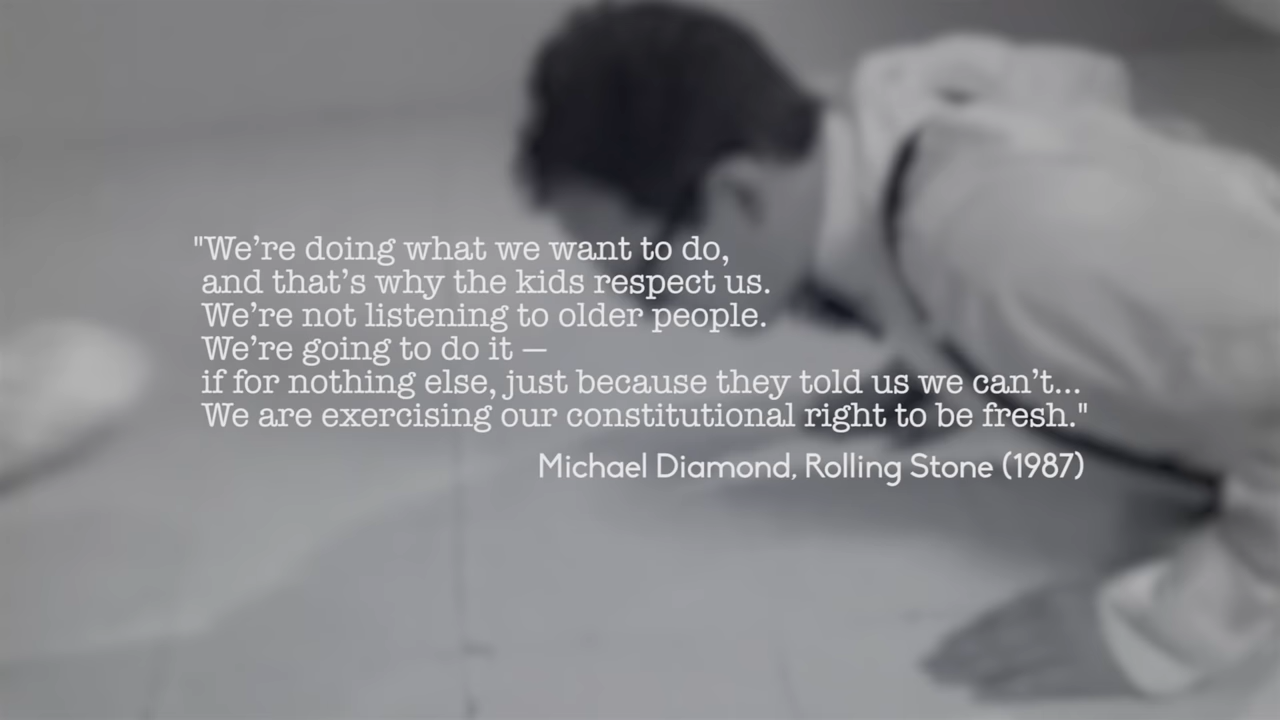 "We’re doing what we want to do,
and that’s why the kids respect us.
We’re not listening to older people.
We’re going to do it —
if for nothing else, just because they told us we can’t...
We are exercising our constitutional right to be fresh."
Michael Diamond, Rolling Stone (1987)